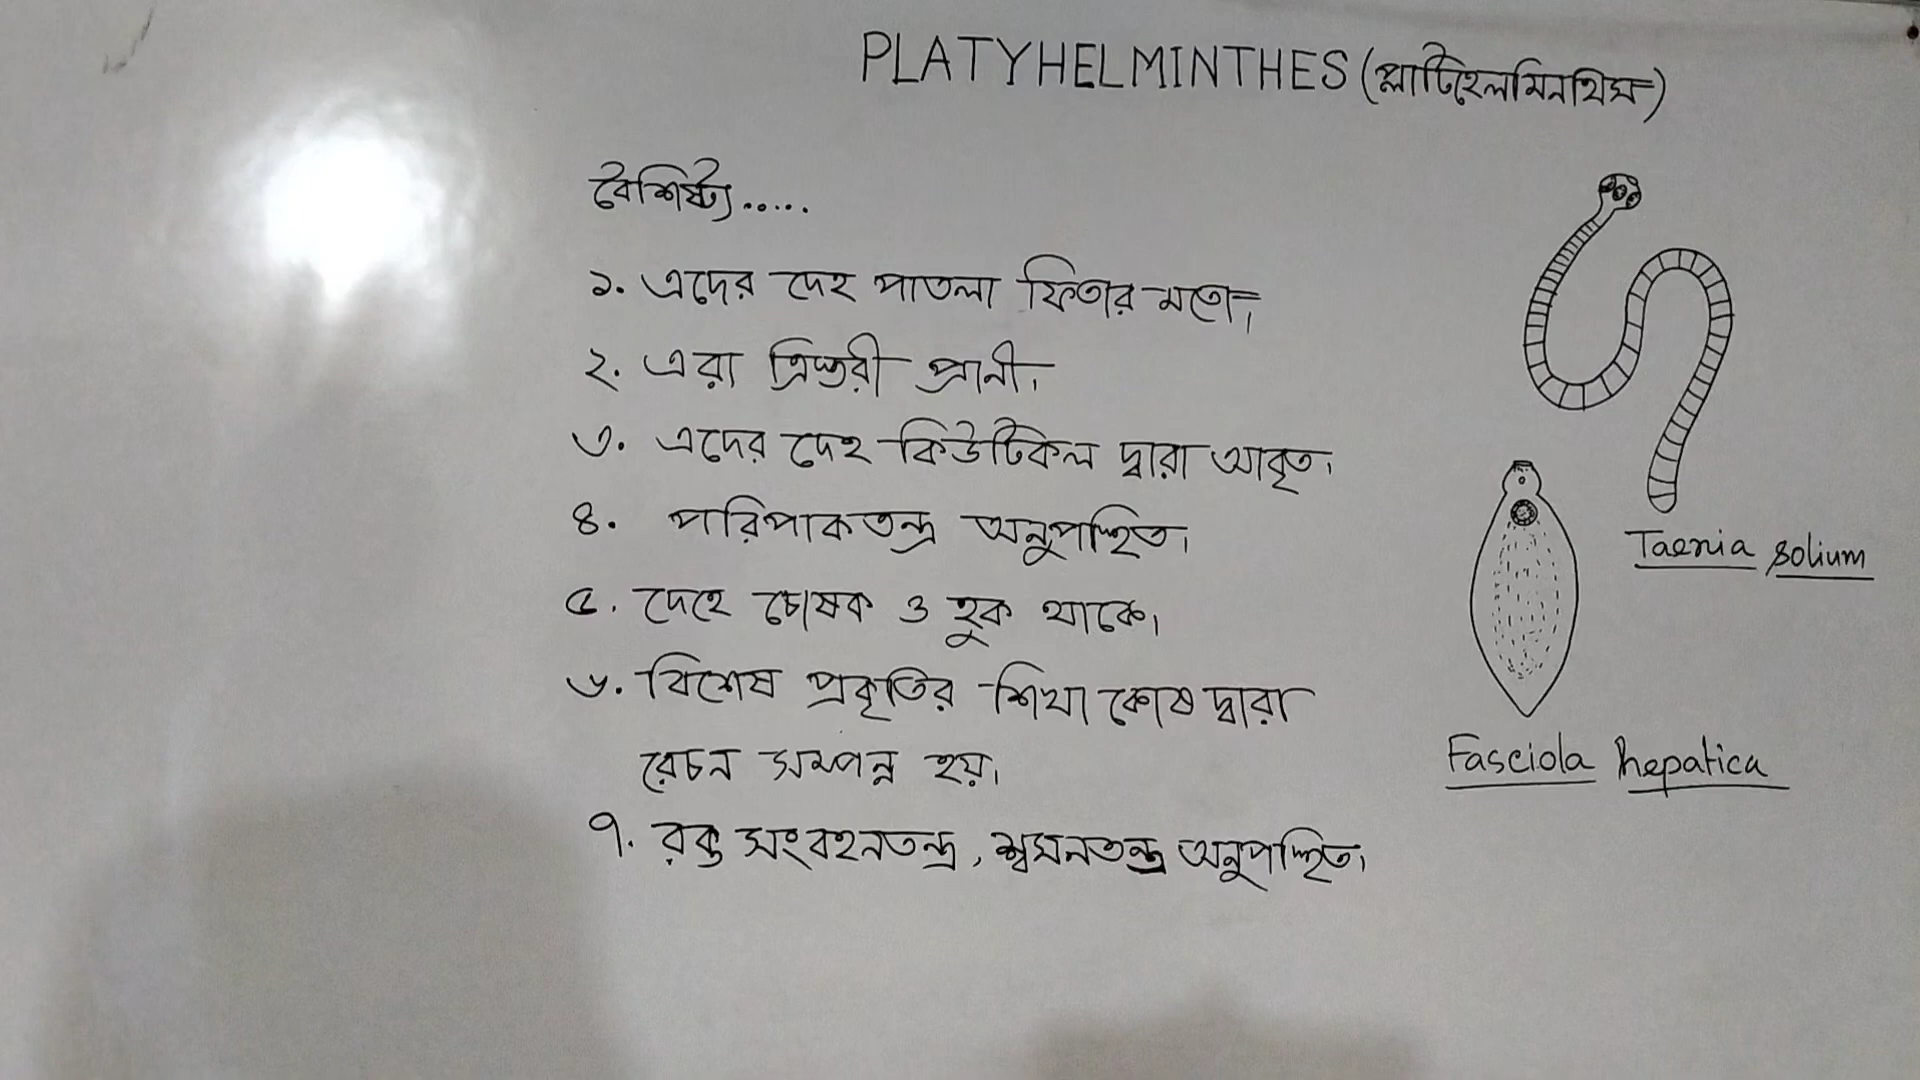 PLATYHELMINTHES (প্লাটিহেলমিনথিস)
বৈশিষ্ট্য.....
১. এদের দেহ পাতলা ফিতার মতো।
২. এরা ত্রিস্তরী প্রানী।
৩. এদের দেহ কিউটিকল দ্বারা আবৃত।
৪. পরিপাকতন্ত্র অনুপস্থিত।
৫. দেহে চোষক ও হুক থাকে।
৬. বিশেষ প্রকৃতির শিখা কোষ দ্বারা
রেচন সম্পন্ন হয়।
৭. রক্ত সংবহনতন্ত্র, শ্বসনতন্ত্র অনুপস্থিত।
Taenia solium
Fasciola hepatica